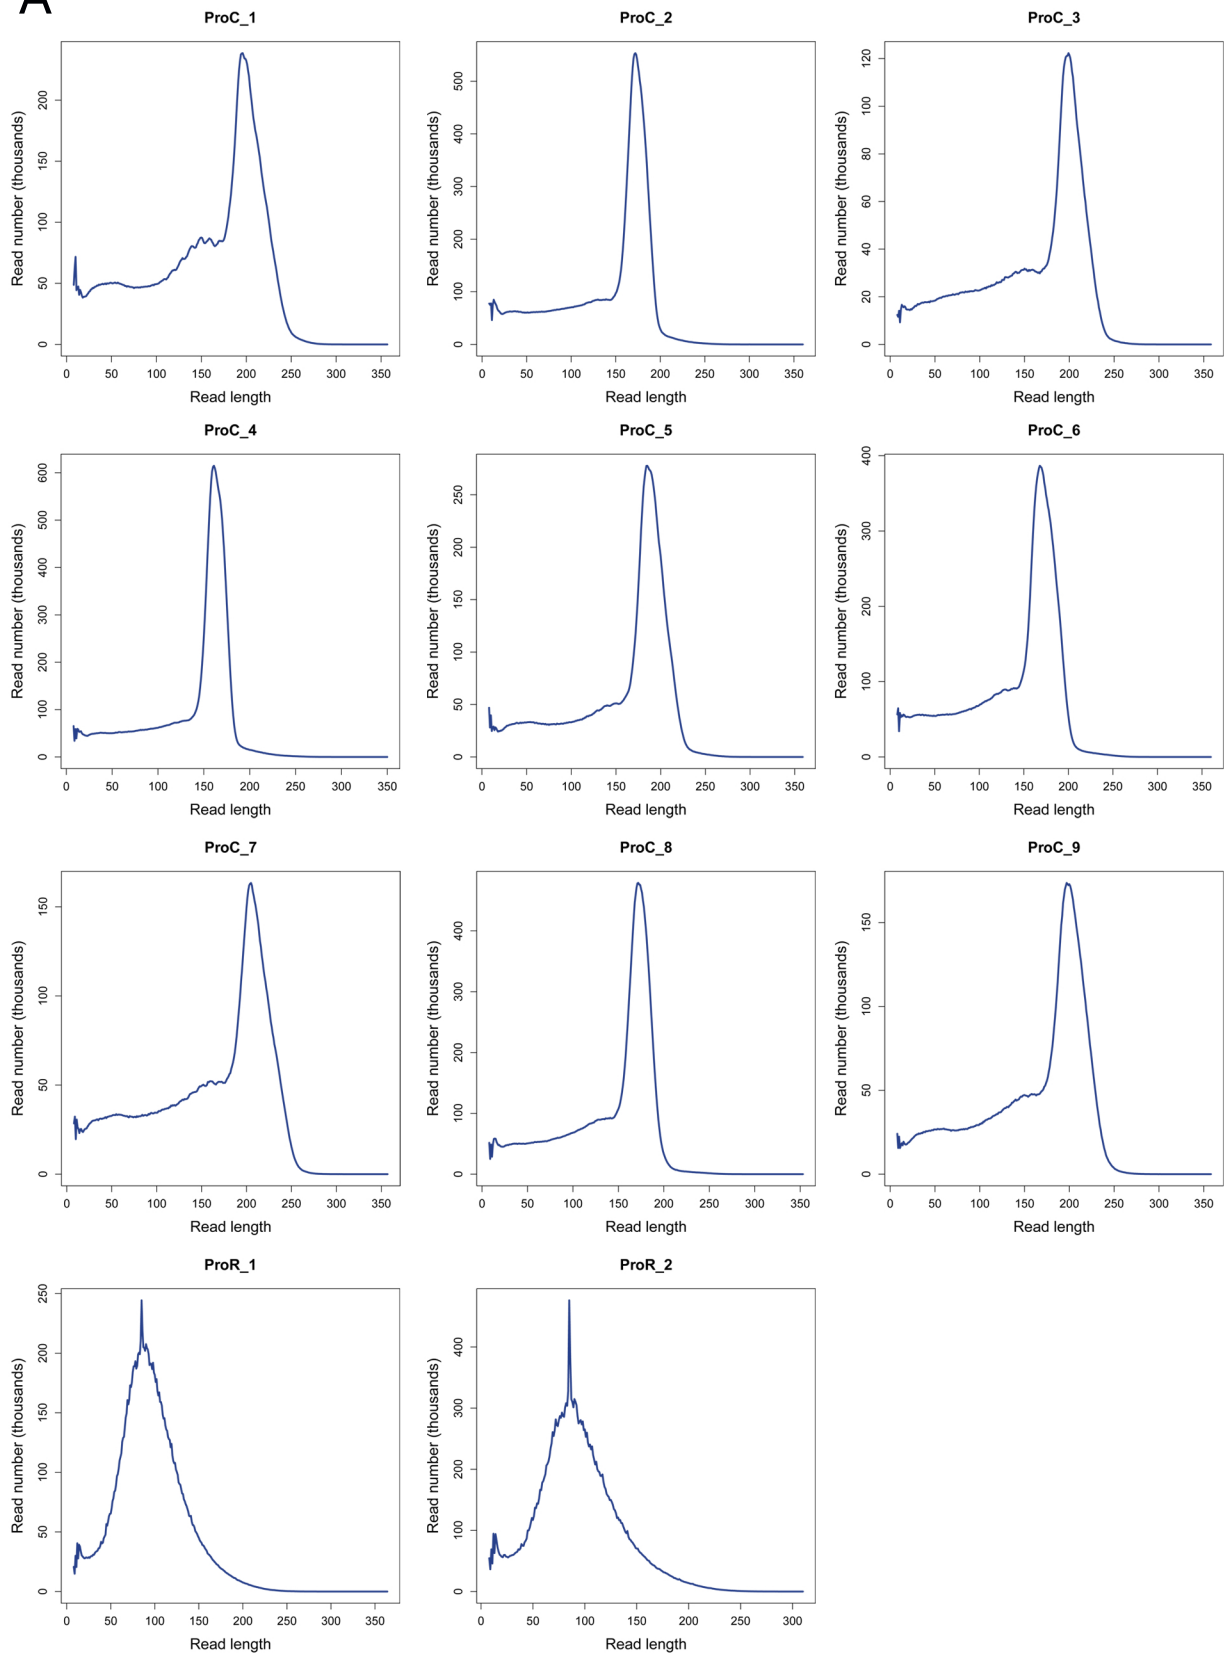 A
ProC_1 ProC_2 ProC_3
Read number (thousands)
0 50 100 150 200
0 50 100 150 200 250 300 350
Read length
Read number (thousands)
0 100 200 300 400 500
0 50 100 150 200 250 300 350
Read length
Read number (thousands)
0 20 40 60 80 100 120
0 50 100 150 200 250 300 350
Read length
ProC_4 ProC_5 ProC_6
Read number (thousands)
0 100 200 300 400 500 600
0 50 100 150 200 250 300 350
Read length
Read number (thousands)
0 50 100 150 200 250
0 50 100 150 200 250 300 350
Read length
Read number (thousands)
0 100 200 300 400
0 50 100 150 200 250 300 350
Read length
ProC_7 ProC_8 ProC_9
Read number (thousands)
0 50 100 150
0 50 100 150 200 250 300 350
Read length
Read number (thousands)
0 100 200 300 400
0 50 100 150 200 250 300 350
Read length
Read number (thousands)
0 50 100 150
0 50 100 150 200 250 300 350
Read length
ProR_1 ProR_2
Read number (thousands)
0 50 100 150 200 250
0 50 100 150 200 250 300 350
Read length
Read number (thousands)
0 100 200 300 400
0 50 100 150 200 250 300
Read length